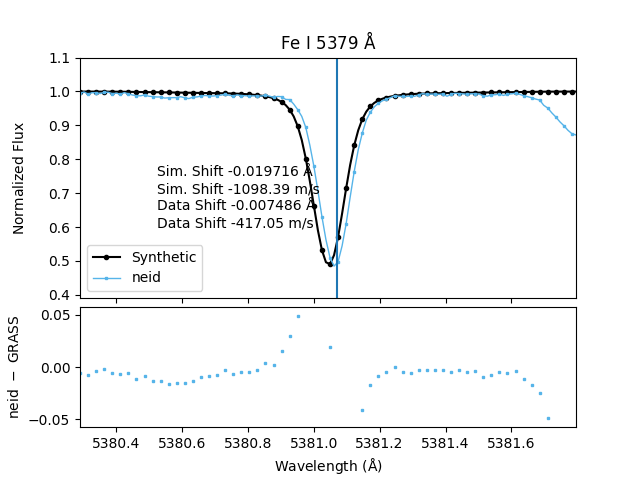 Fe I 5379 Å
1.1
1.0
0.9
0.8
0.7
0.6
0.5
0.4
Normalized Flux
Sim. Shift -0.019716 Å
Sim. Shift -1098.39 m/s
Data Shift -0.007486 Å
Data Shift -417.05 m/s
Synthetic
neid
0.05
0.00
−0.05
neid − GRASS
5380.4 5380.6 5380.8 5381.0 5381.2 5381.4 5381.6
Wavelength (Å)